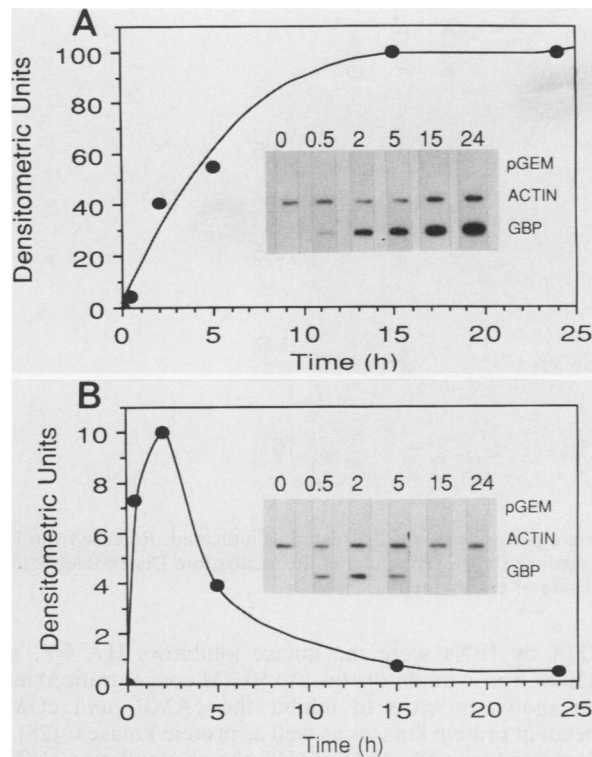 A
Densitometric Units
100
80
60
40
20
0
0 0.5 2 5 15 24
pGEM
ACTIN
GBP
0 5 10 15 20 25
Time (h)
B
Densitometric Units
10
8
6
4
2
0
0 0.5 2 5 15 24
pGEM
ACTIN
GBP
0 5 10 15 20 25
Time (h)